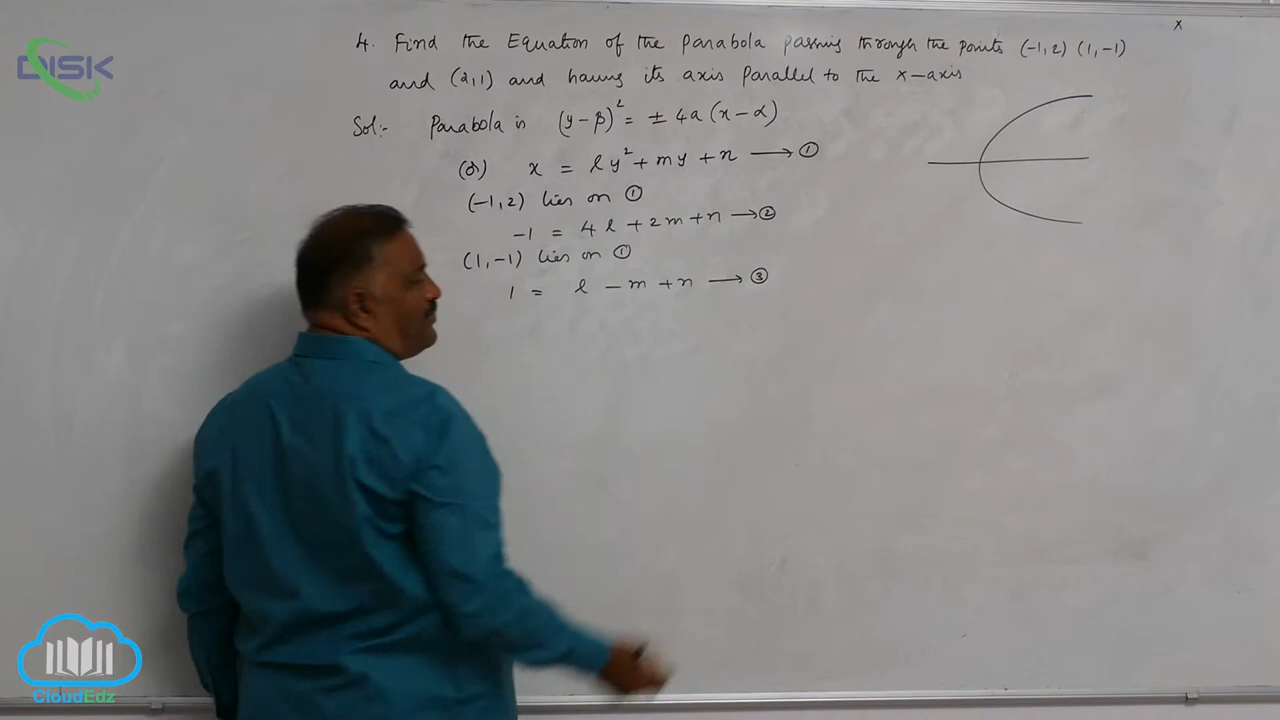 DISK
4. Find the Equation of the parabola passing through the points (-1,2) (1,-1)
and (2,1) and having its axis parallel to the x-axis
Sol:- Parabola is (y-β)² = ± 4a(x-α)
(or) x = ly² + my + n ⟶ ①
(-1,2) lies on ①
-1 = 4l + 2m + n ⟶ ②
(1,-1) lies on ①
1 = l - m + n ⟶ ③
x
CloudEdz